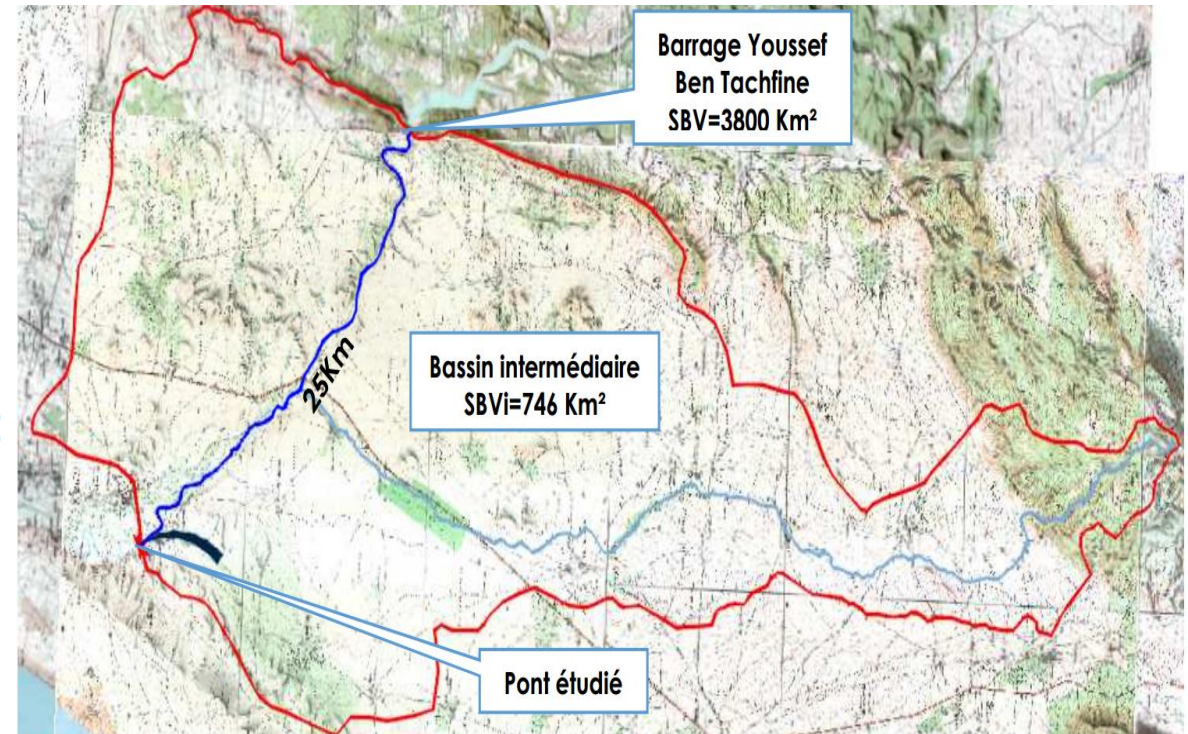 Barrage Youssef
Ben Tachfine
SBV=3800 Km²
25Km
Bassin intermédiaire
SBVi=746 Km²
Pont étudié